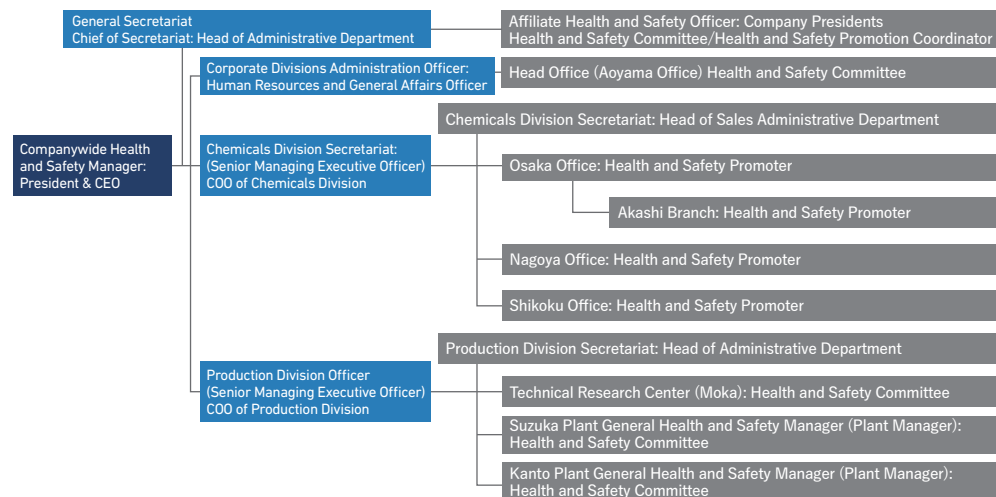 General Secretariat
Chief of Secretariat: Head of Administrative Department
Affiliate Health and Safety Officer: Company Presidents
Health and Safety Committee/Health and Safety Promotion Coordinator
Corporate Divisions Administration Officer:
Human Resources and General Affairs Officer
Head Office (Aoyama Office) Health and Safety Committee
Companywide Health
and Safety Manager:
President & CEO
Chemicals Division Secretariat:
(Senior Managing Executive Officer)
COO of Chemicals Division
Chemicals Division Secretariat: Head of Sales Administrative Department
Osaka Office: Health and Safety Promoter
Akashi Branch: Health and Safety Promoter
Nagoya Office: Health and Safety Promoter
Shikoku Office: Health and Safety Promoter
Production Division Officer
(Senior Managing Executive Officer)
COO of Production Division
Production Division Secretariat: Head of Administrative Department
Technical Research Center (Moka): Health and Safety Committee
Suzuka Plant General Health and Safety Manager (Plant Manager):
Health and Safety Committee
Kanto Plant General Health and Safety Manager (Plant Manager):
Health and Safety Committee